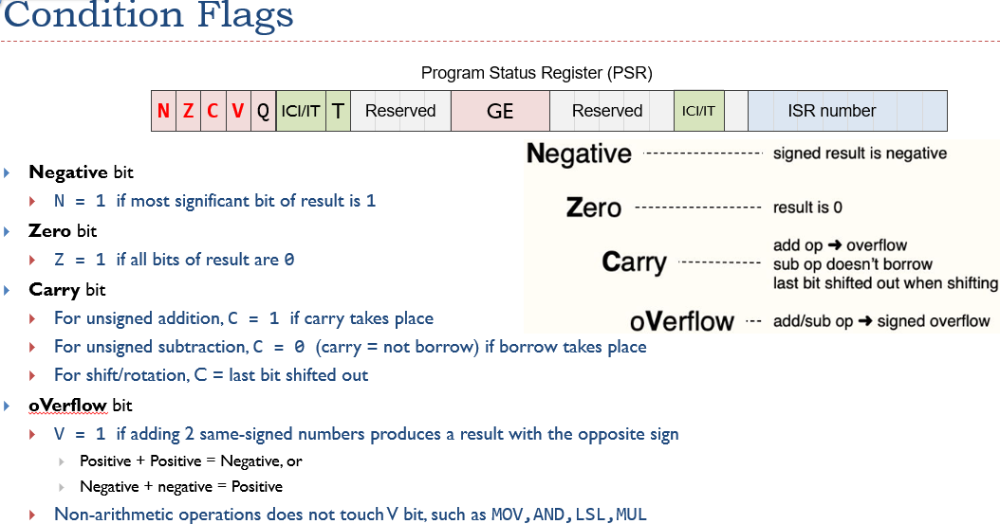 Condition Flags
Program Status Register (PSR)
N Z C V Q ICI/IT T Reserved GE Reserved ICI/IT ISR number
Negative bit
N = 1 if most significant bit of result is 1
Zero bit
Z = 1 if all bits of result are 0
Carry bit
For unsigned addition, C = 1 if carry takes place
For unsigned subtraction, C = 0 (carry = not borrow) if borrow takes place
For shift/rotation, C = last bit shifted out
oVerflow bit
V = 1 if adding 2 same-signed numbers produces a result with the opposite sign
Positive + Positive = Negative, or
Negative + negative = Positive
Non-arithmetic operations does not touch V bit, such as MOV,AND,LSL,MUL
Negative signed result is negative
Zero result is 0
Carry add op ➜ overflow
sub op doesn't borrow
last bit shifted out when shifting
oVerflow add/sub op ➜ signed overflow